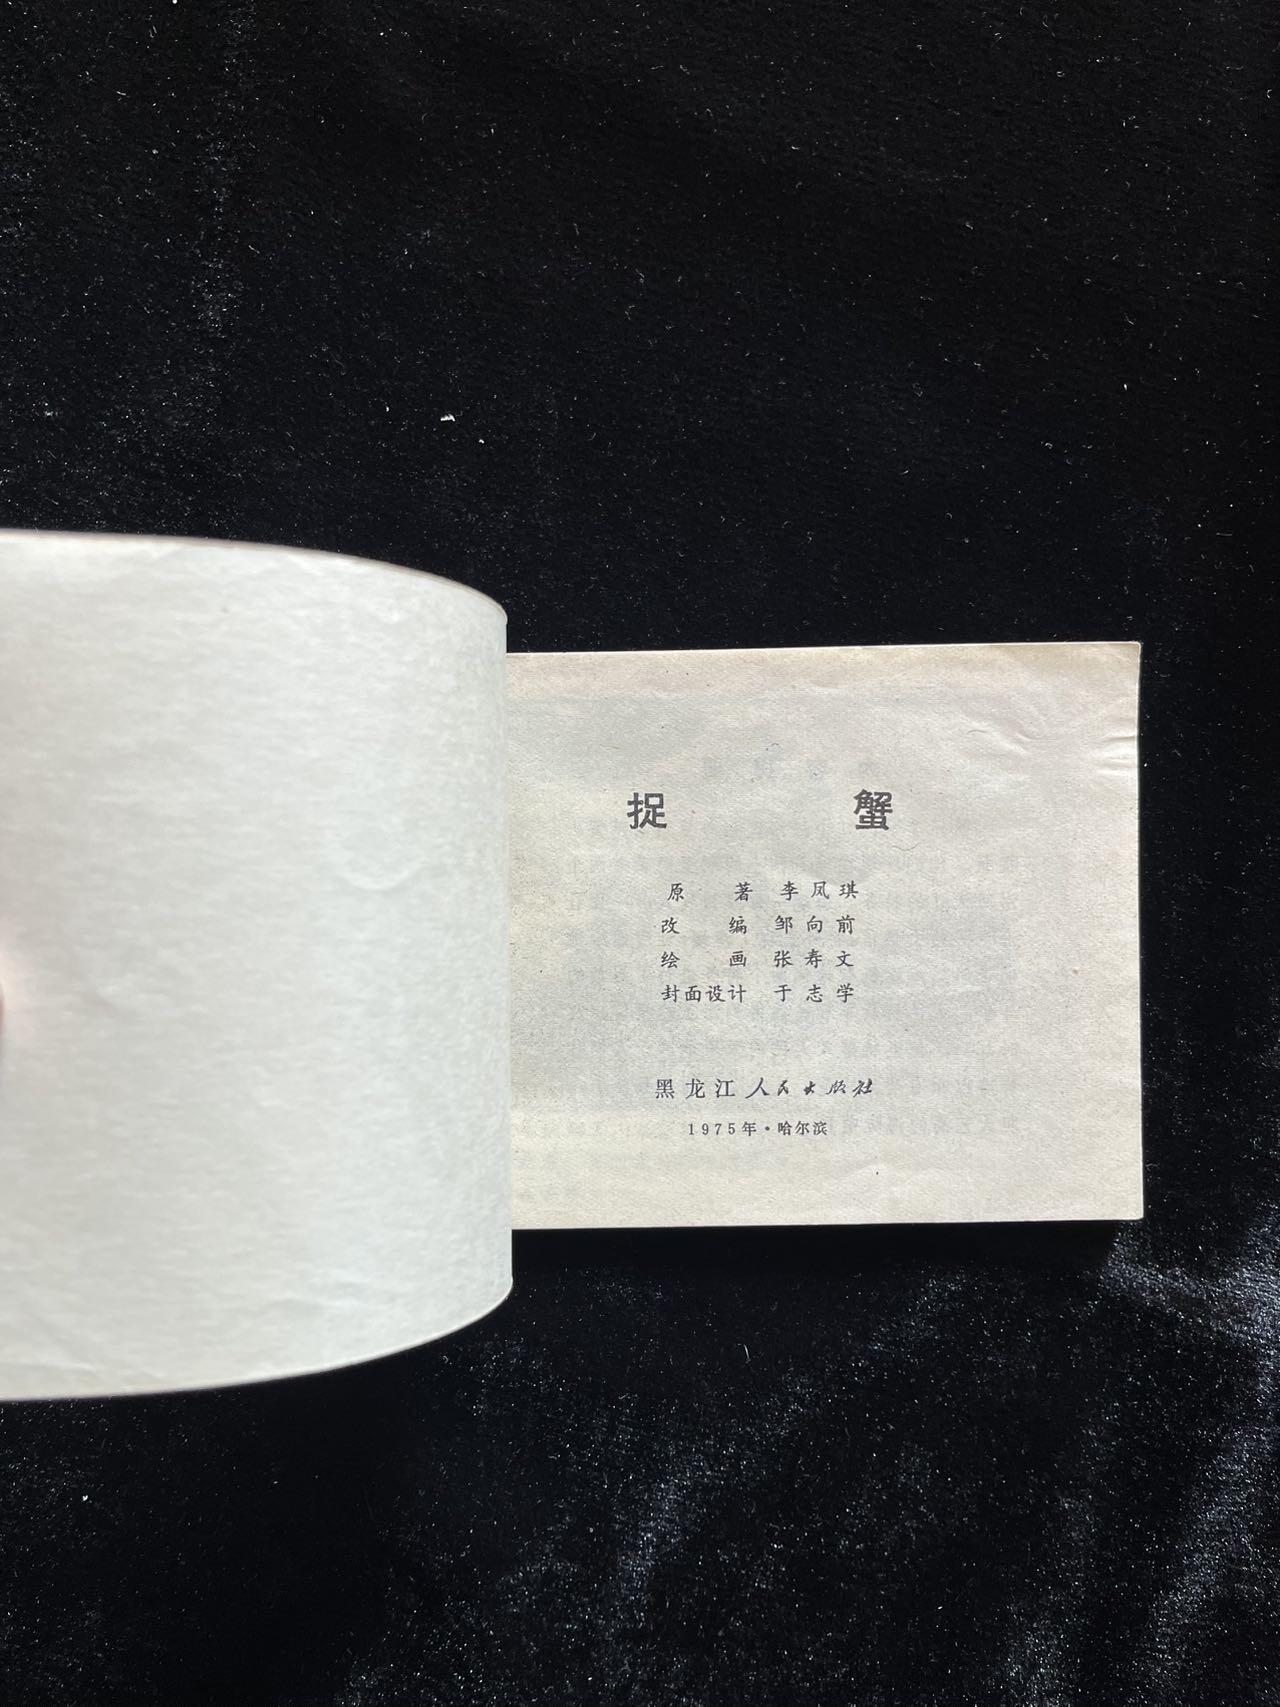 捉 蟹
原 著 李凤琪
改 编 邹向前
绘 画 张寿文
封面设计 于志学
黑龙江人民出版社
1975年·哈尔滨